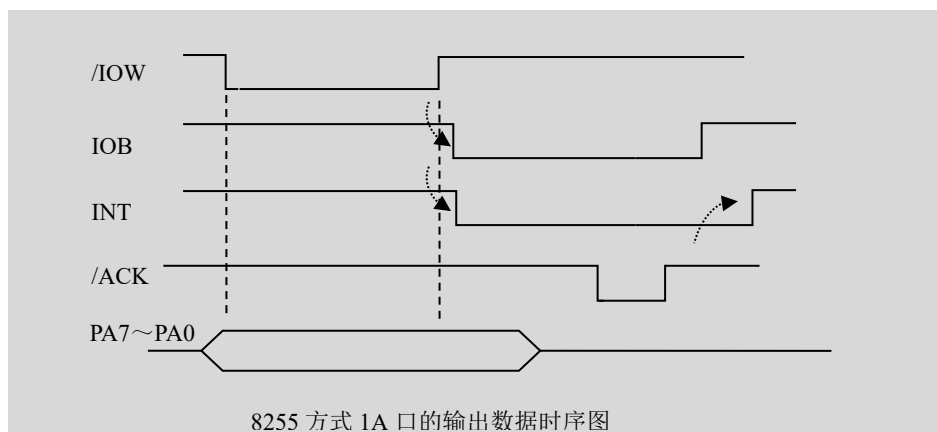 /IOW
IOB
INT
/ACK
PA7～PA0
8255 方式 1A 口的输出数据时序图